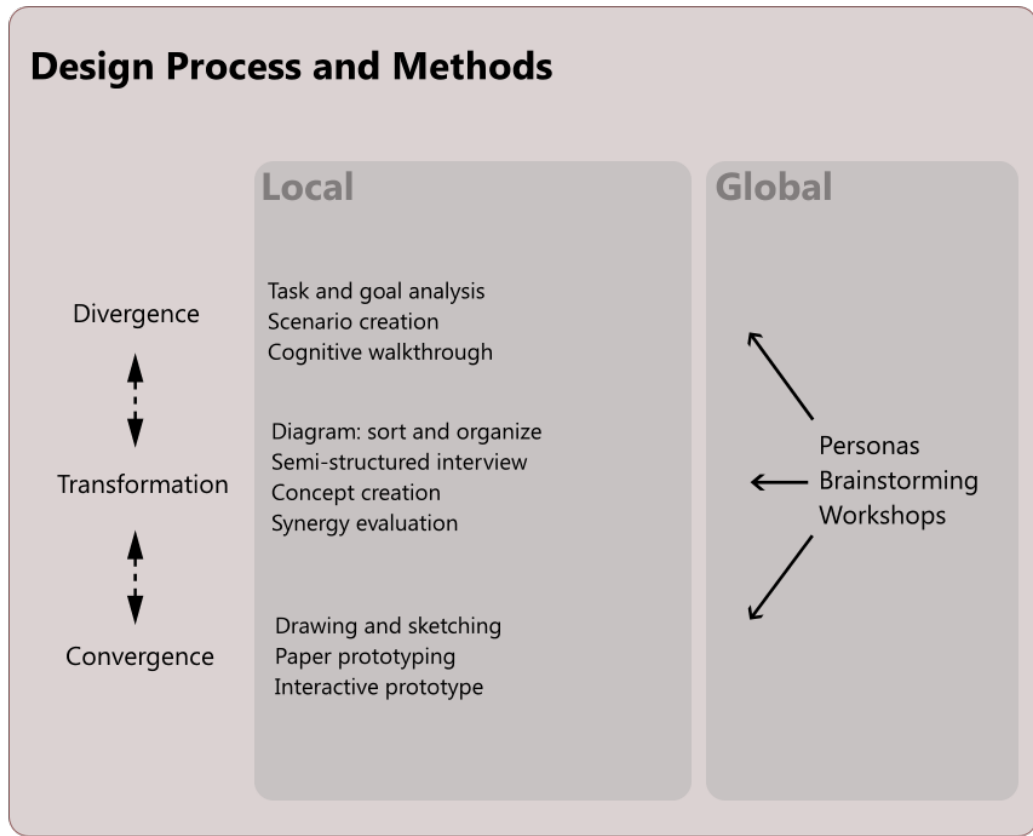 Design Process and Methods
Local
Global
Divergence
Task and goal analysis
Scenario creation
Cognitive walkthrough
Transformation
Diagram: sort and organize
Semi-structured interview
Concept creation
Synergy evaluation
Personas
Brainstorming
Workshops
Convergence
Drawing and sketching
Paper prototyping
Interactive prototype